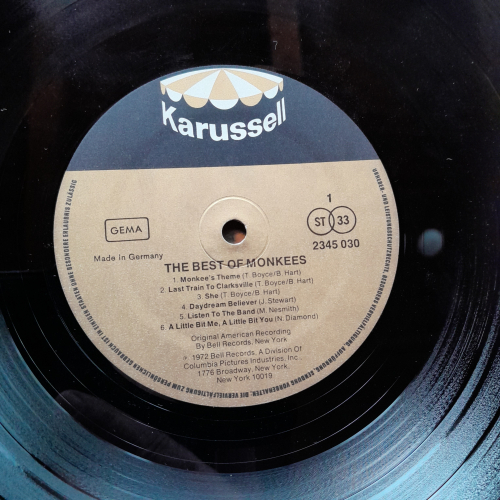 Karussell
GEMA
Made in Germany
1
ST 33
2345 030
THE BEST OF MONKEES
1. Monkee's Theme (T. Boyce/B. Hart)
2. Last Train To Clarksville (T. Boyce/B. Hart)
3. She (T. Boyce/B. Hart)
4. Daydream Believer (J. Stewart)
5. Listen To The Band (M. Nesmith)
6. A Little Bit Me, A Little Bit You (N. Diamond)
Original American Recording
By Bell Records, New York
℗ 1972 Bell Records, A Division Of
Columbia Pictures Industries, Inc.,
1776 Broadway, New York,
New York 10019.